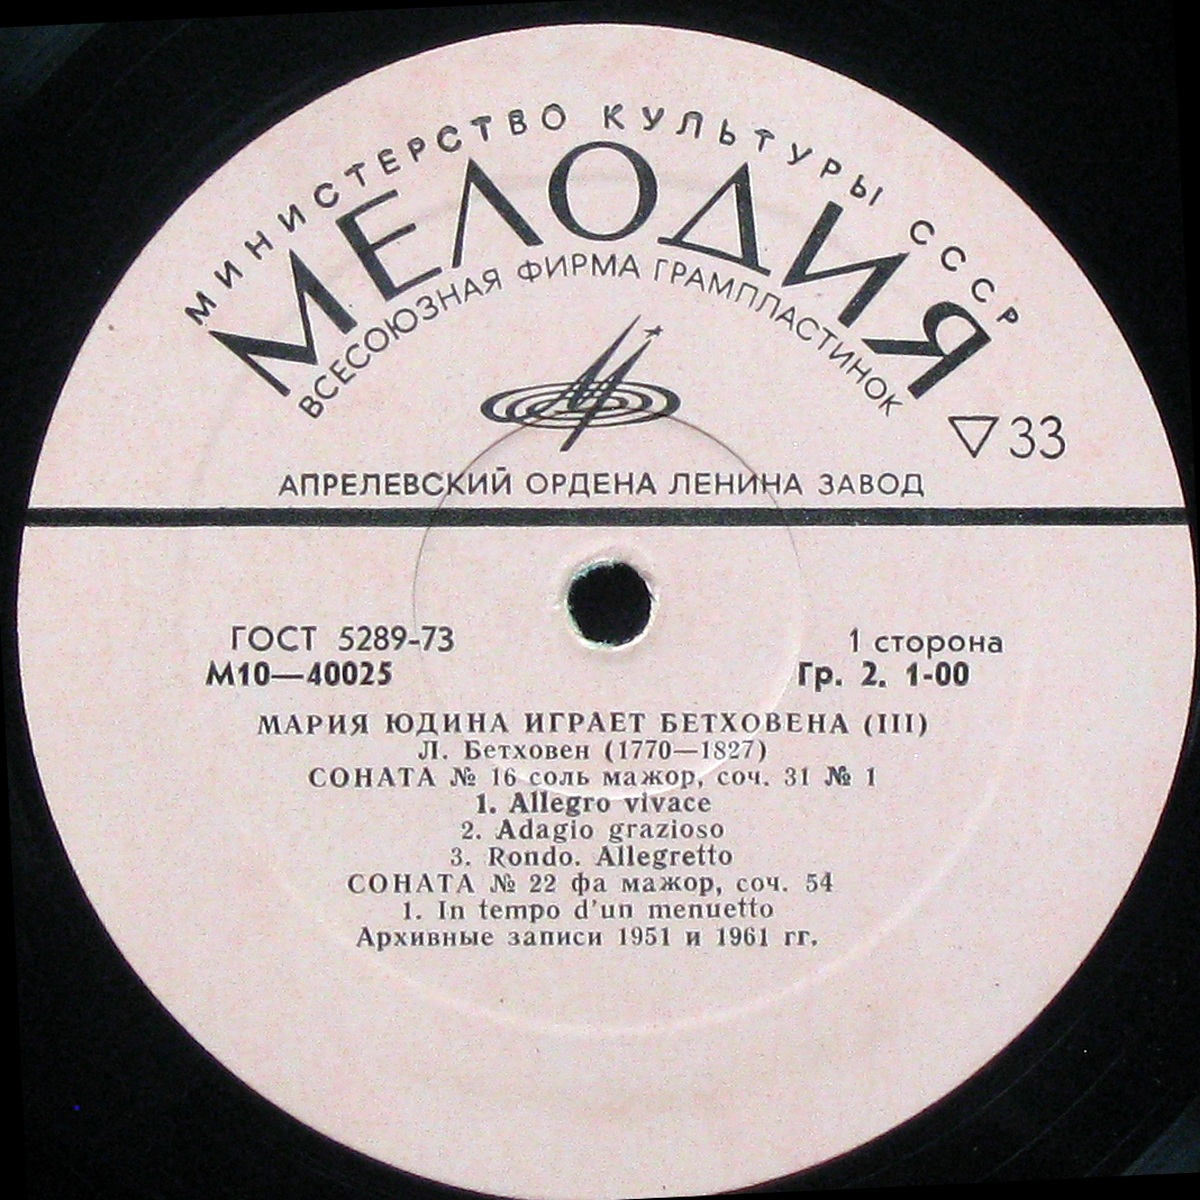 МИНИСТЕРСТВО КУЛЬТУРЫ СССР
МЕЛОДИЯ
ВСЕСОЮЗНАЯ ФИРМА ГРАМПЛАСТИНОК
▽33
АПРЕЛЕВСКИЙ ОРДЕНА ЛЕНИНА ЗАВОД
ГОСТ 5289-73
1 сторона
М10—40025
Гр. 2. 1-00
МАРИЯ ЮДИНА ИГРАЕТ БЕТХОВЕНА (III)
Л. Бетховен (1770—1827)
СОНАТА № 16 соль мажор, соч. 31 № 1
1. Allegro vivace
2. Adagio grazioso
3. Rondo. Allegretto
СОНАТА № 22 фа мажор, соч. 54
1. In tempo d'un menuetto
Архивные записи 1951 и 1961 гг.